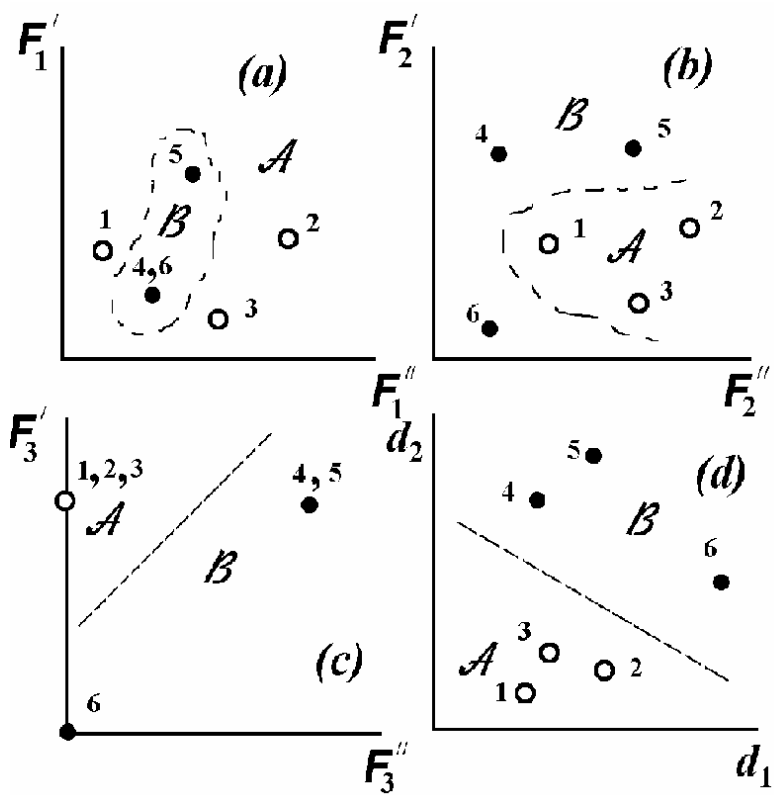 F₁′ (a) F₂′ (b)
5 A 4 B 5
1 B 2 1 A 2
4,6 3 6 3
F₁″ F₂″
F₃′ d₂
1,2,3 4,5 5 (d)
A 4 B
B 6
(c) A 3 2
6 1
F₃″ d₁